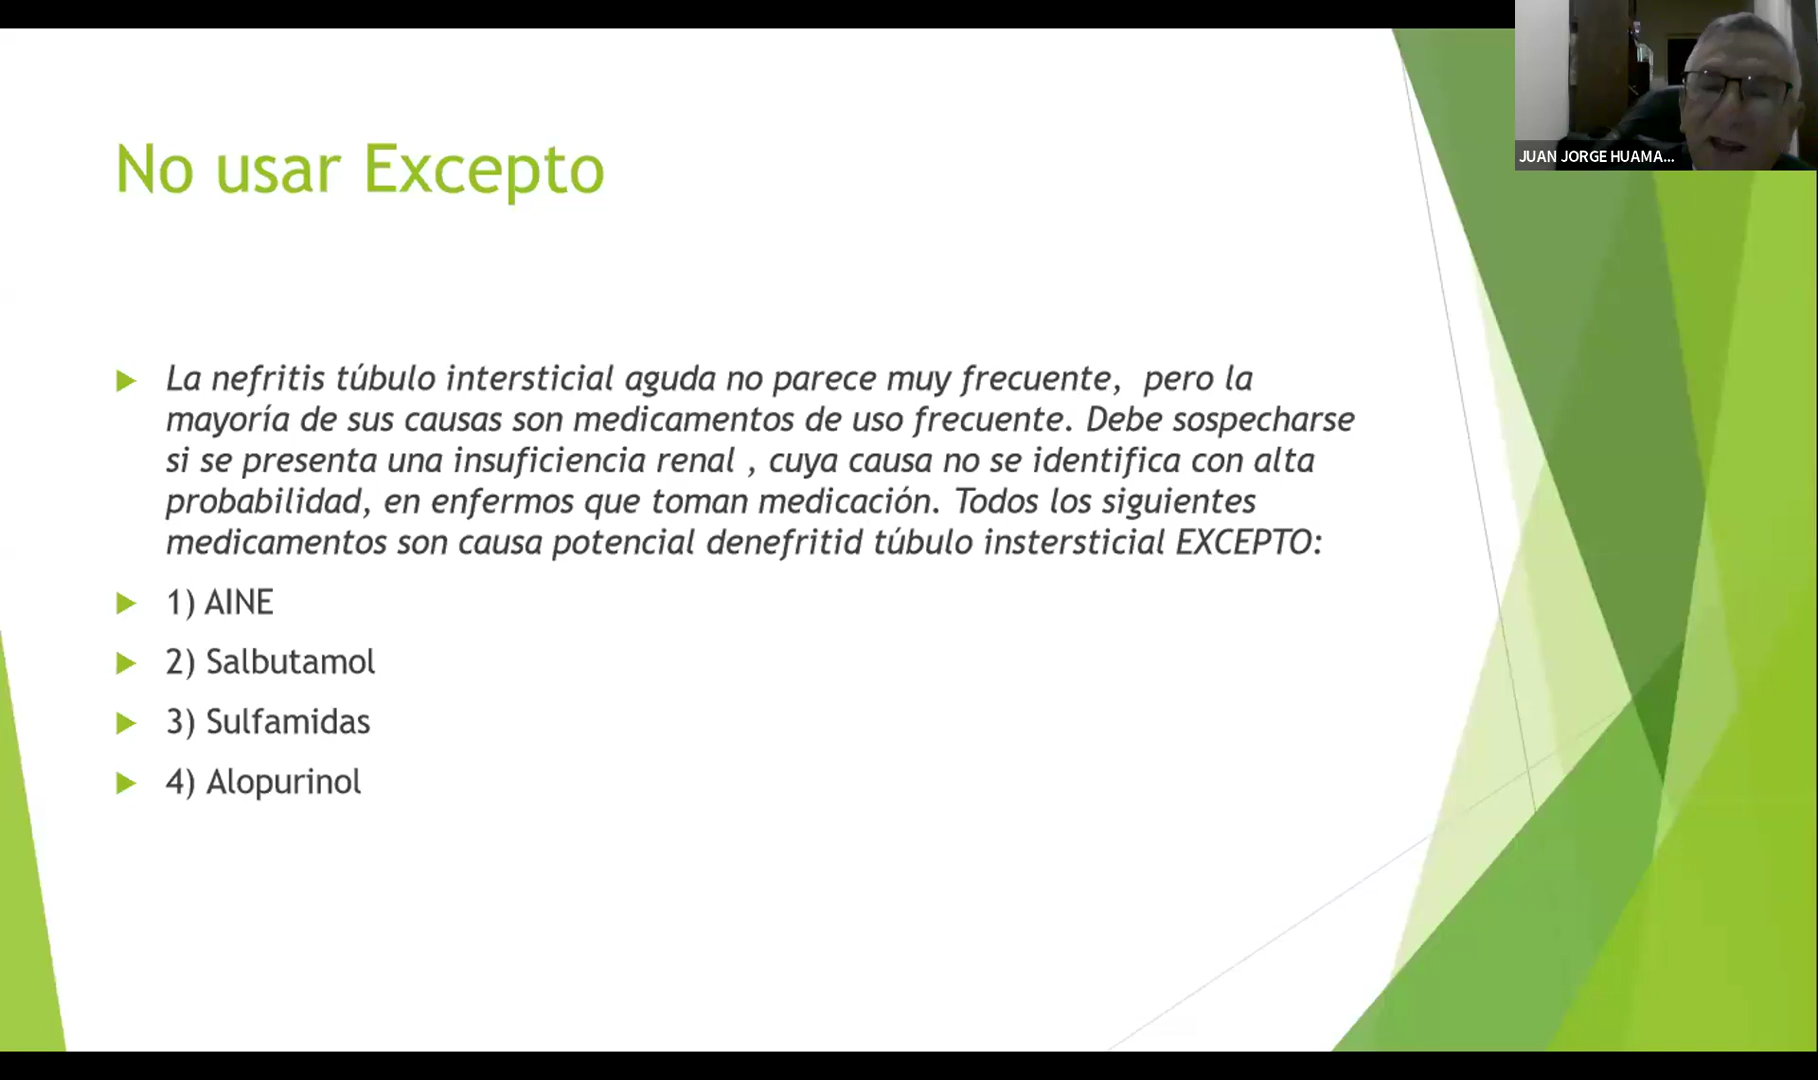 JUAN JORGE HUAMA...
No usar Excepto
La nefritis túbulo intersticial aguda no parece muy frecuente, pero la
mayoría de sus causas son medicamentos de uso frecuente. Debe sospecharse
si se presenta una insuficiencia renal , cuya causa no se identifica con alta
probabilidad, en enfermos que toman medicación. Todos los siguientes
medicamentos son causa potencial denefritid túbulo instersticial EXCEPTO:
1) AINE
2) Salbutamol
3) Sulfamidas
4) Alopurinol